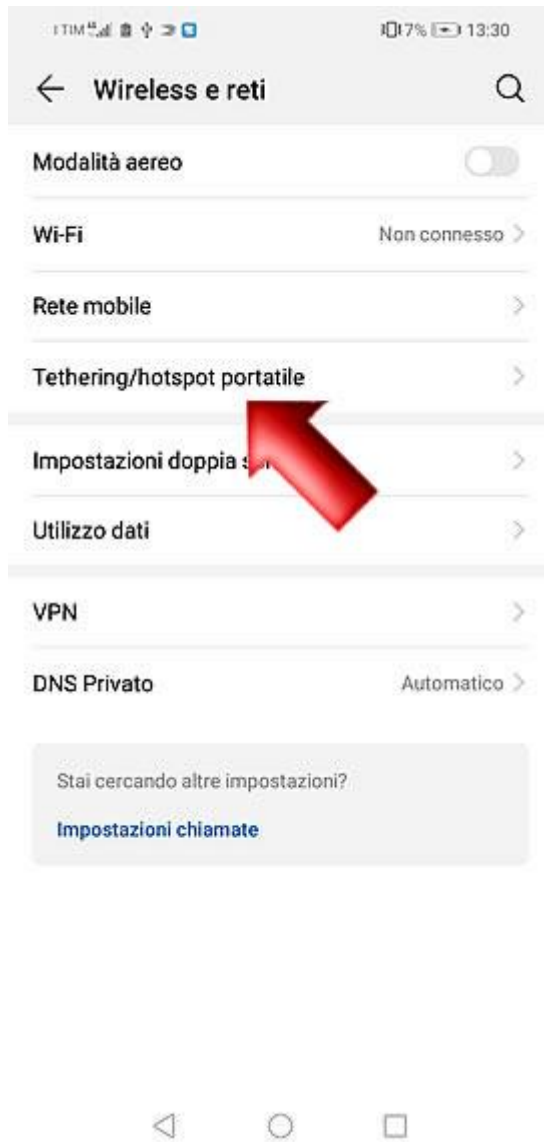 TIM 7% 13:30
Wireless e reti
Modalità aereo
Wi-Fi Non connesso
Rete mobile
Tethering/hotspot portatile
Impostazioni doppia
Utilizzo dati
VPN
DNS Privato Automatico
Stai cercando altre impostazioni?
Impostazioni chiamate